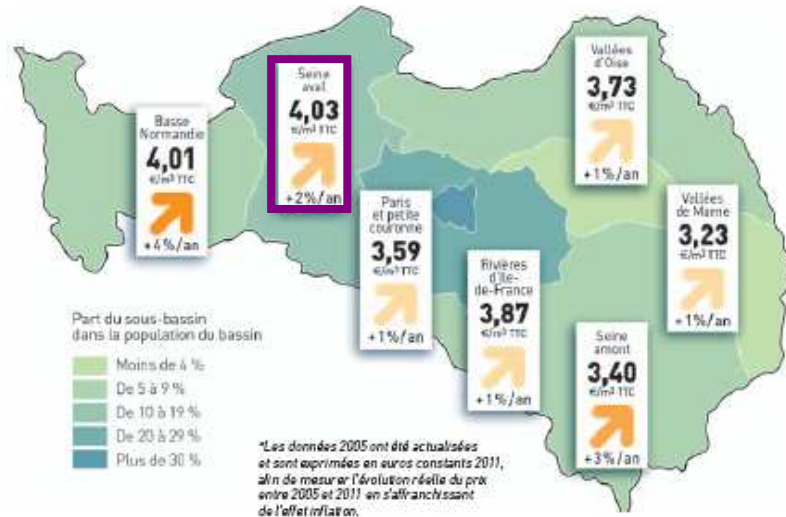 Seine
aval
4,03
€/m³ TTC
+2%/an
Vallées
d'Oise
3,73
€/m³ TTC
+1%/an
Basse
Normandie
4,01
€/m³ TTC
+4%/an
Paris
et petite
couronne
3,59
€/m³ TTC
+1%/an
Vallées
de Marne
3,23
€/m³ TTC
+1%/an
Rivières
d'Île-
de-France
3,87
€/m³ TTC
+1%/an
Seine
amont
3,40
€/m³ TTC
+3%/an
Part du sous-bassin
dans la population du bassin
Moins de 4 %
De 5 à 9 %
De 10 à 19 %
De 20 à 29 %
Plus de 30 %
*Les données 2005 ont été actualisées
et sont exprimées en euros constants 2011,
afin de mesurer l'évolution réelle du prix
entre 2005 et 2011 en s'affranchissant
de l'effet inflation.